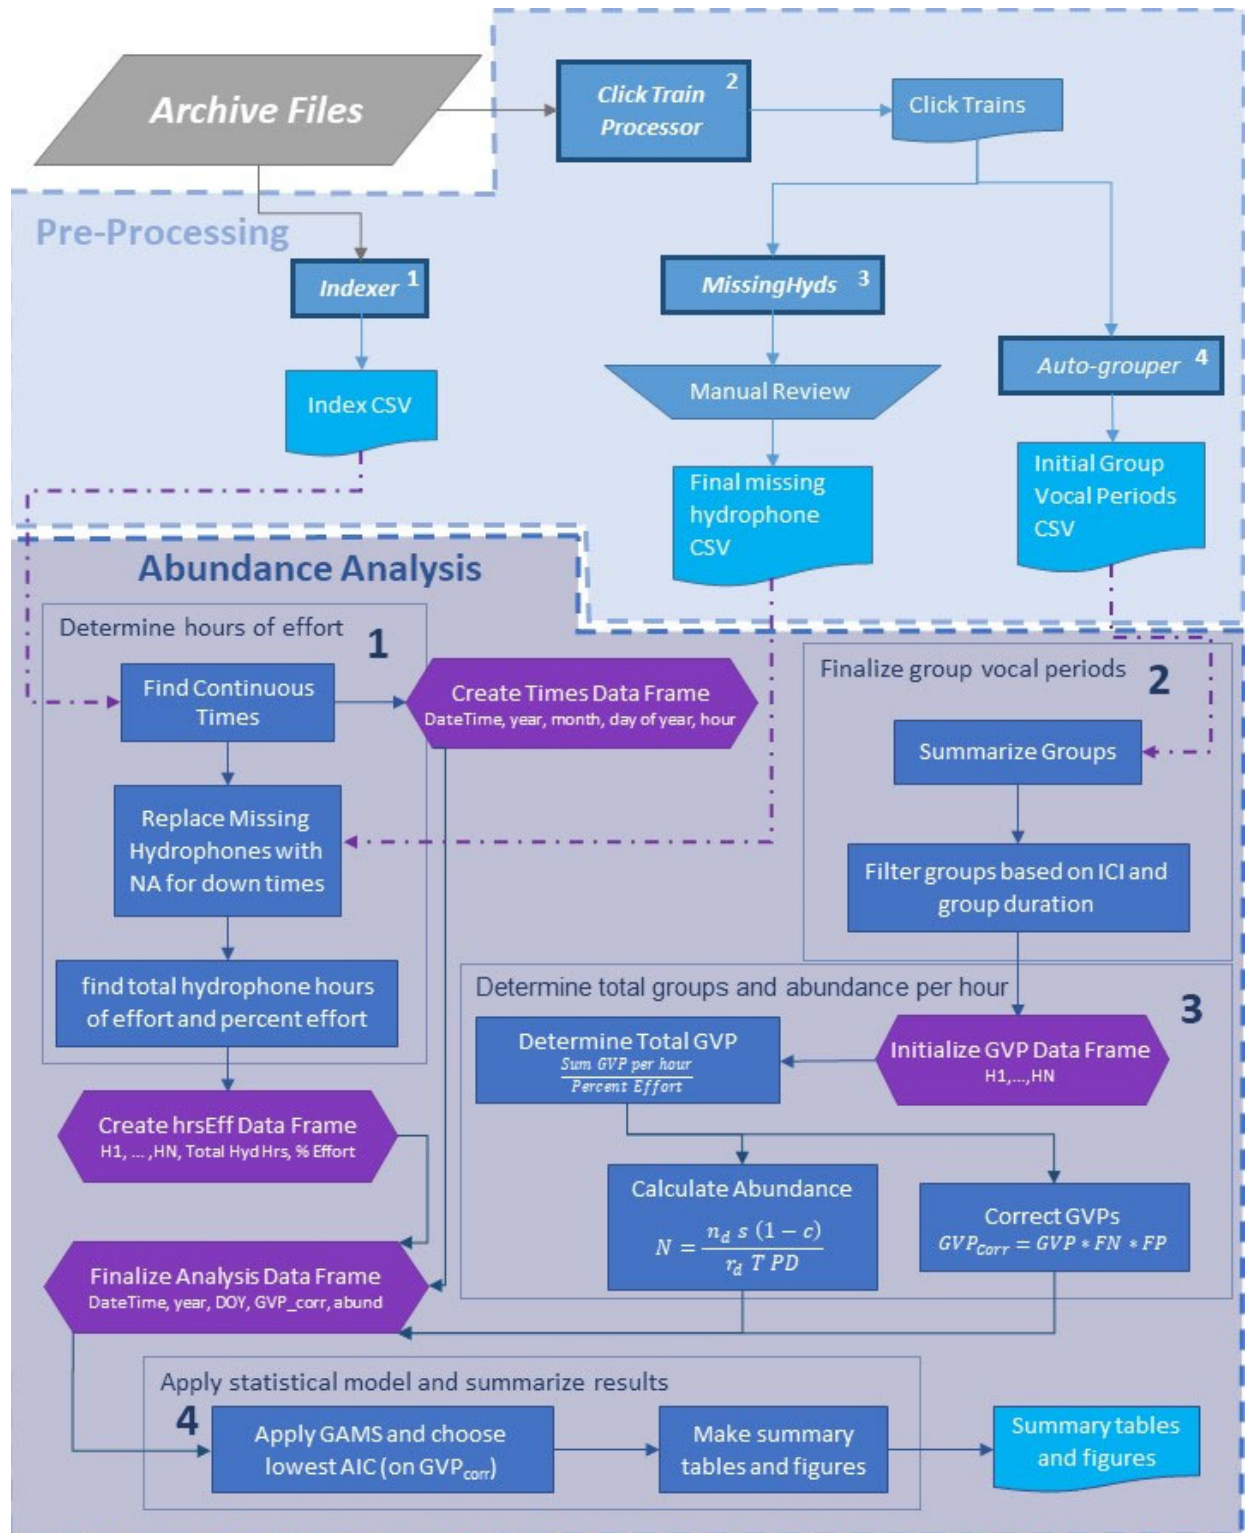 Archive Files
Click Train
Processor
2
Click Trains
Pre-Processing
Indexer
1
MissingHyds
3
Auto-grouper
4
Index CSV
Manual Review
Final missing
hydrophone
CSV
Initial Group
Vocal Periods
CSV
Abundance Analysis
Determine hours of effort
1
Find Continuous
Times
Create Times Data Frame
DateTime, year, month, day of year, hour
Replace Missing
Hydrophones with
NA for down times
find total hydrophone hours
of effort and percent effort
Create hrsEff Data Frame
H1, ... ,HN, Total Hyd Hrs, % Effort
Finalize group vocal periods
2
Summarize Groups
Filter groups based on ICI and
group duration
Determine total groups and abundance per hour
3
Initialize GVP Data Frame
H1,...,HN
Determine Total GVP
Sum GVP per hour
Percent Effort
Calculate Abundance
N = n_d s (1 − c) / r_d T PD
Correct GVPs
GVP_Corr = GVP * FN * FP
Finalize Analysis Data Frame
DateTime, year, DOY, GVP_corr, abund
Apply statistical model and summarize results
4
Apply GAMS and choose
lowest AIC (on GVP_corr)
Make summary
tables and figures
Summary tables
and figures